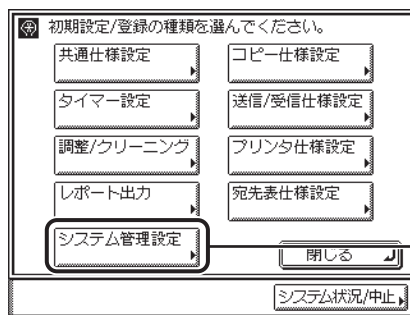 初期設定/登録の種類を選んでください。
共通仕様設定 コピー仕様設定
タイマー設定 送信/受信仕様設定
調整/クリーニング プリンタ仕様設定
レポート出力 宛先表仕様設定
システム管理設定
閉じる
システム状況/中止